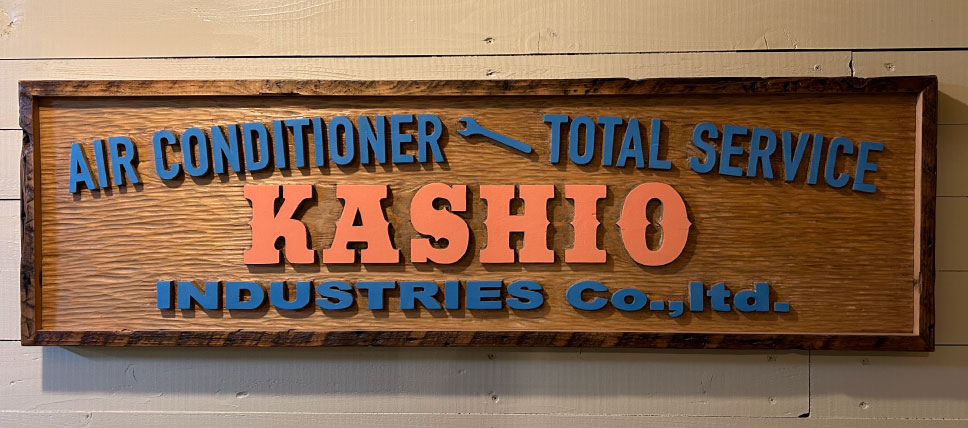 AIR CONDITIONER TOTAL SERVICE
KASHIO
INDUSTRIES Co.,ltd.